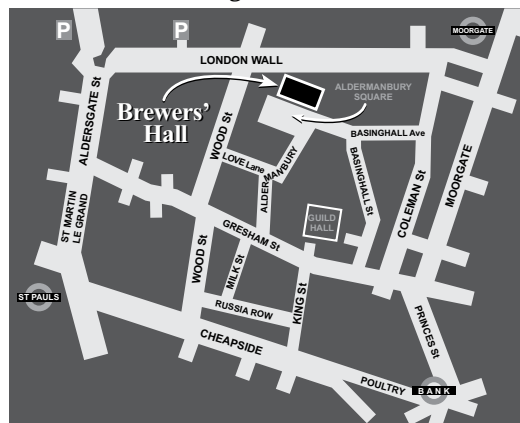 P
P
MOORGATE
LONDON WALL
ALDERMANBURY
SQUARE
Brewers'
Hall
ALDERSGATE St
WOOD St
BASINGHALL Ave
LOVE Lane
ALDERMANBURY
BASINGHALL St
COLEMAN St
MOORGATE
ST MARTIN
LE GRAND
GUILD
HALL
GRESHAM St
WOOD St
MILK St
KING St
ST PAULS
RUSSIA ROW
PRINCES St
CHEAPSIDE
POULTRY
BANK